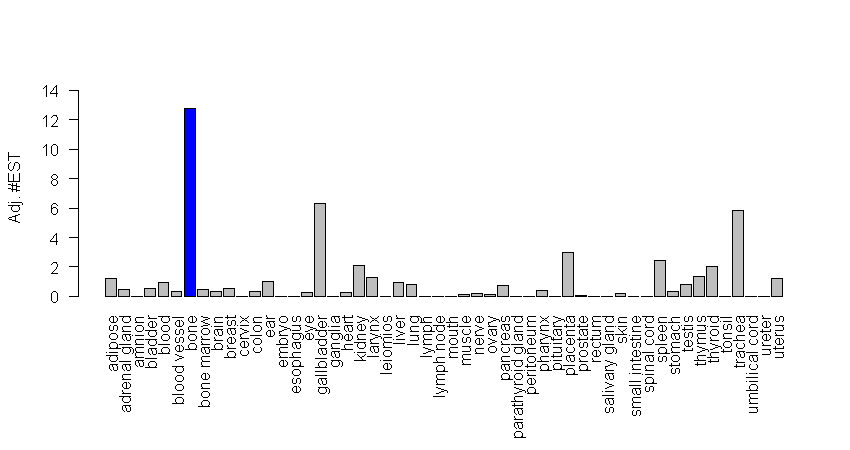 14
12
10
8
6
4
2
0
Adj. #EST
adipose
adrenal gland
amnion
bladder
blood
blood vessel
bone
bone marrow
brain
breast
cervix
colon
ear
embryo
esophagus
eye
gallbladder
ganglia
heart
kidney
larynx
leiomios
liver
lung
lymph
lymph node
mouth
muscle
nerve
ovary
pancreas
parathyroid gland
peritoneum
pharynx
pituitary
placenta
prostate
rectum
salivary gland
skin
small intestine
spinal cord
spleen
stomach
testis
thymus
thyroid
tonsil
trachea
umbilical cord
ureter
uterus